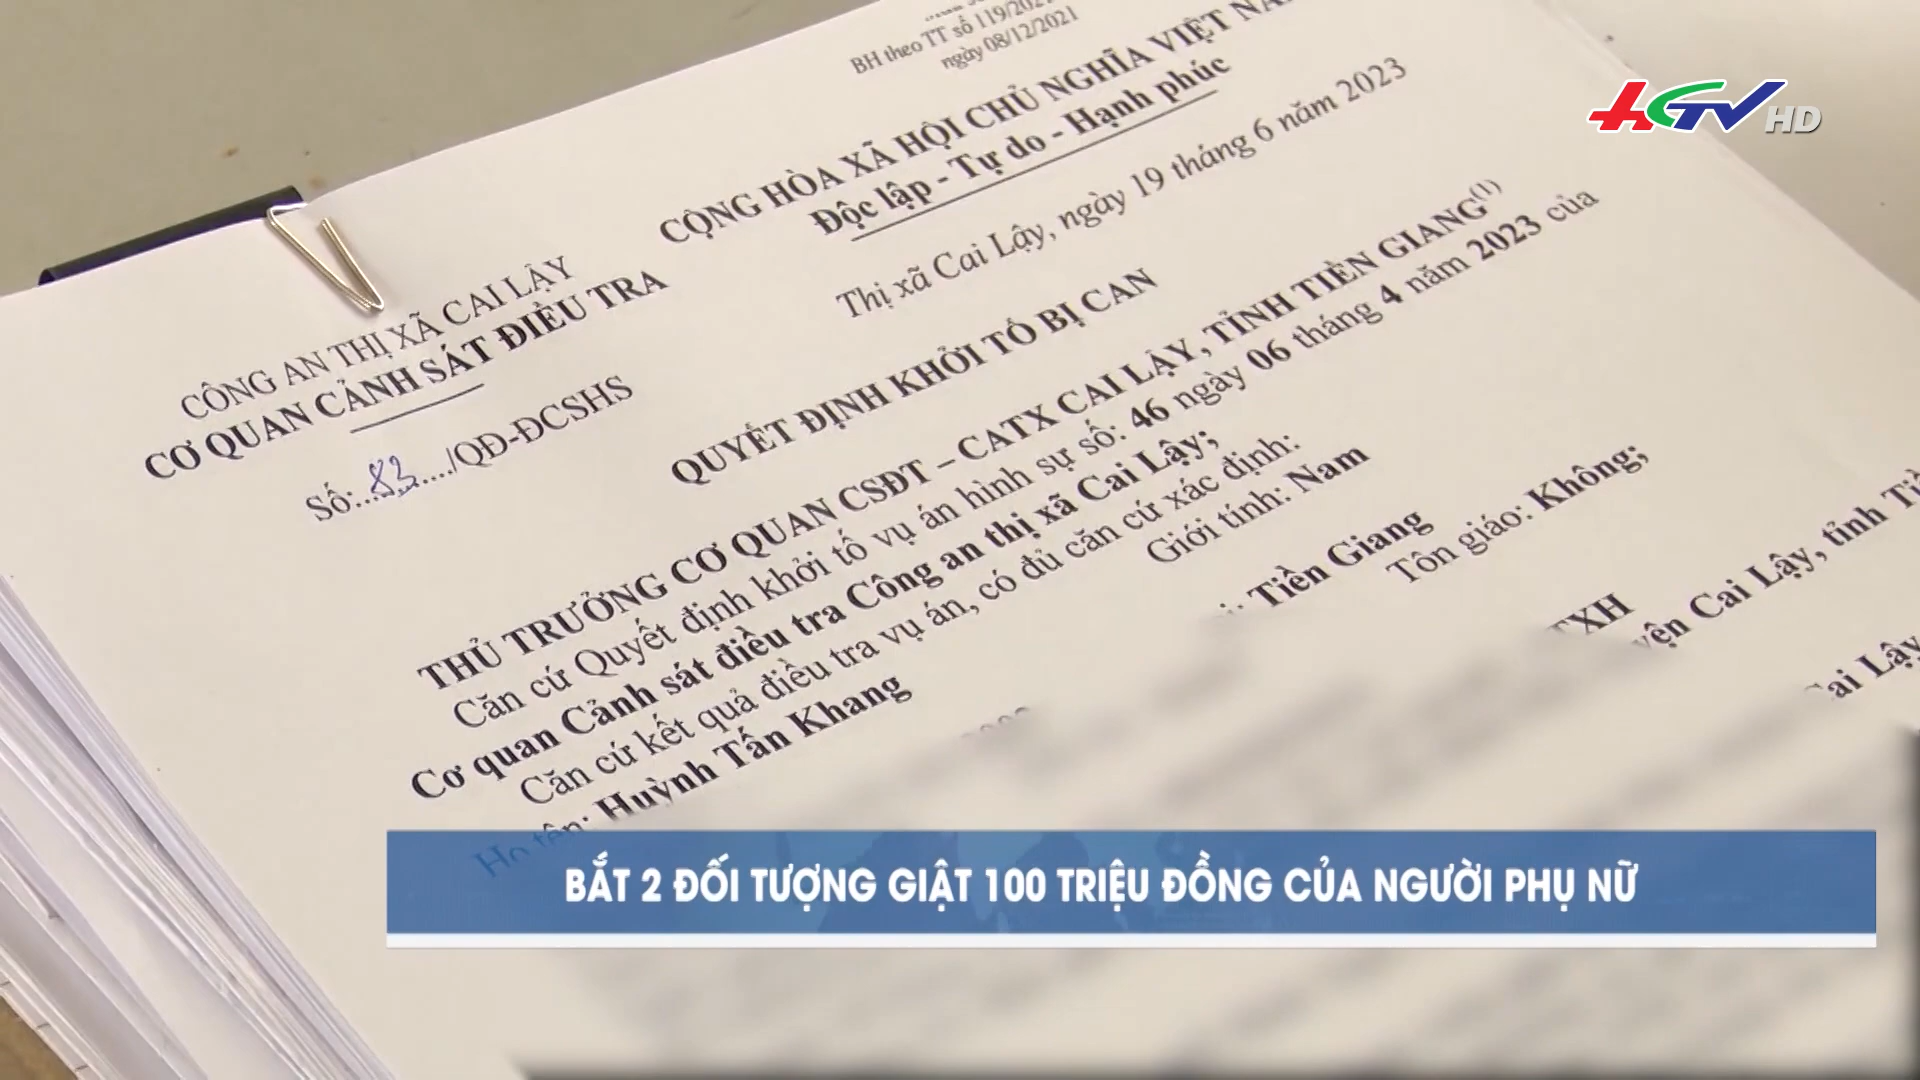 BH theo TT số 119/202
ngày 08/12/2021
HGTV HD
CỘNG HÒA XÃ HỘI CHỦ NGHĨA VIỆT NA
Độc lập - Tự do - Hạnh phúc
CÔNG AN THỊ XÃ CAI LẬY
CƠ QUAN CẢNH SÁT ĐIỀU TRA
Số:..83..../QĐ-ĐCSHS
Thị xã Cai Lậy, ngày 19 tháng 6 năm 2023
QUYẾT ĐỊNH KHỞI TỐ BỊ CAN
THỦ TRƯỞNG CƠ QUAN CSĐT – CATX CAI LẬY, TỈNH TIỀN GIANG(1)
Căn cứ Quyết định khởi tố vụ án hình sự số: 46 ngày 06 tháng 4 năm 2023 của
Cơ quan Cảnh sát điều tra Công an thị xã Cai Lậy;
Căn cứ kết quả điều tra vụ án, có đủ căn cứ xác định:
Họ tên: Huỳnh Tấn Khang Giới tính: Nam
Tiền Giang
Tôn giáo: Không;
TXH
Cai Lậy, tỉnh
Cai Lậy
BẮT 2 ĐỐI TƯỢNG GIẬT 100 TRIỆU ĐỒNG CỦA NGƯỜI PHỤ NỮ